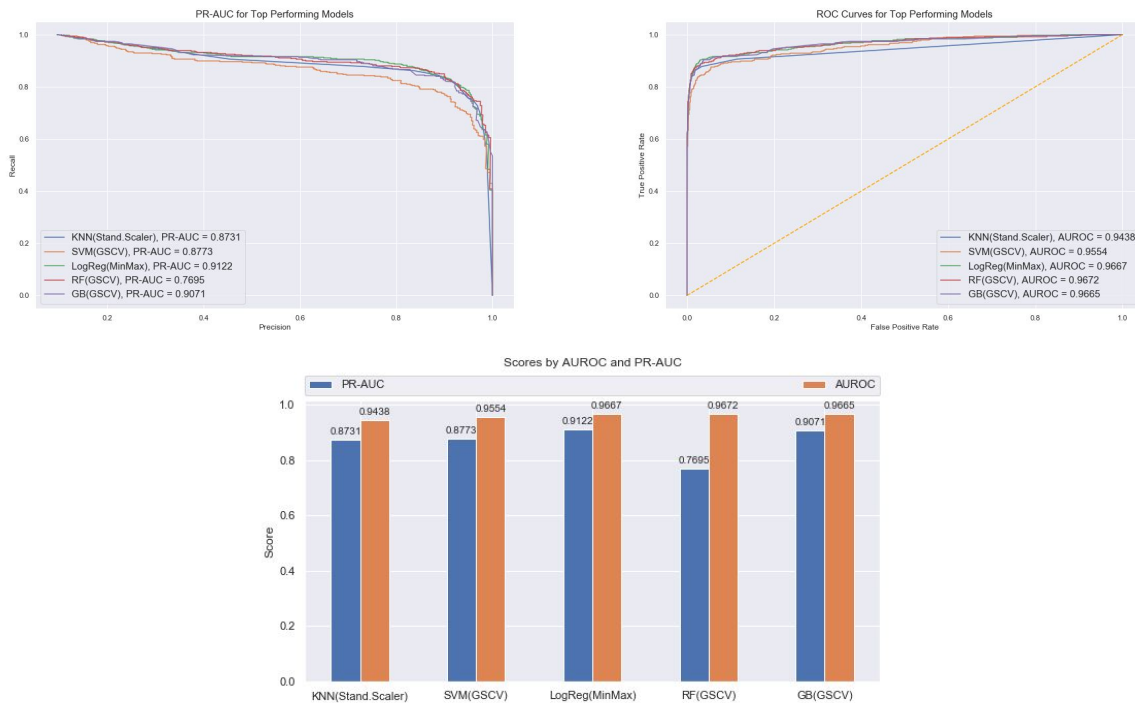 PR-AUC for Top Performing Models
1.0
0.8
0.6
0.4
0.2
0.0
Recall
KNN(Stand.Scaler), PR-AUC = 0.8731
SVM(GSCV), PR-AUC = 0.8773
LogReg(MinMax), PR-AUC = 0.9122
RF(GSCV), PR-AUC = 0.7695
GB(GSCV), PR-AUC = 0.9071
0.2 0.4 0.6 0.8 1.0
Precision
ROC Curves for Top Performing Models
1.0
0.8
0.6
0.4
0.2
0.0
True Positive Rate
KNN(Stand.Scaler), AUROC = 0.9438
SVM(GSCV), AUROC = 0.9554
LogReg(MinMax), AUROC = 0.9667
RF(GSCV), AUROC = 0.9672
GB(GSCV), AUROC = 0.9665
0.0 0.2 0.4 0.6 0.8 1.0
False Positive Rate
Scores by AUROC and PR-AUC
PR-AUC AUROC
1.0
0.8
0.6
0.4
0.2
0.0
Score
0.8731 0.9438 0.8773 0.9554 0.9122 0.9667 0.7695 0.9672 0.9071 0.9665
KNN(Stand.Scaler) SVM(GSCV) LogReg(MinMax) RF(GSCV) GB(GSCV)